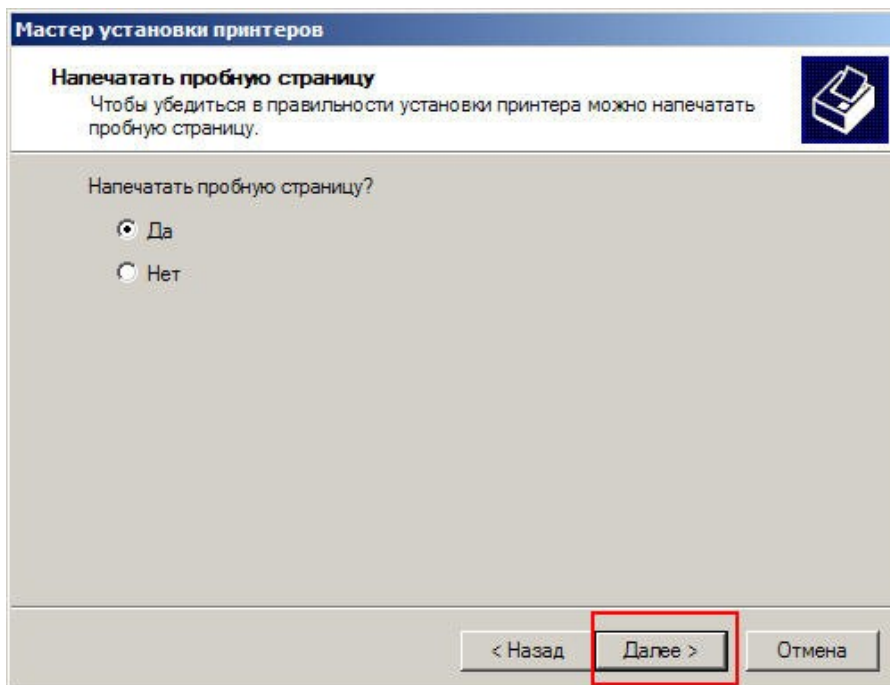 Мастер установки принтеров
Напечатать пробную страницу
Чтобы убедиться в правильности установки принтера можно напечатать
пробную страницу.
Напечатать пробную страницу?
Да
Нет
< Назад
Далее >
Отмена